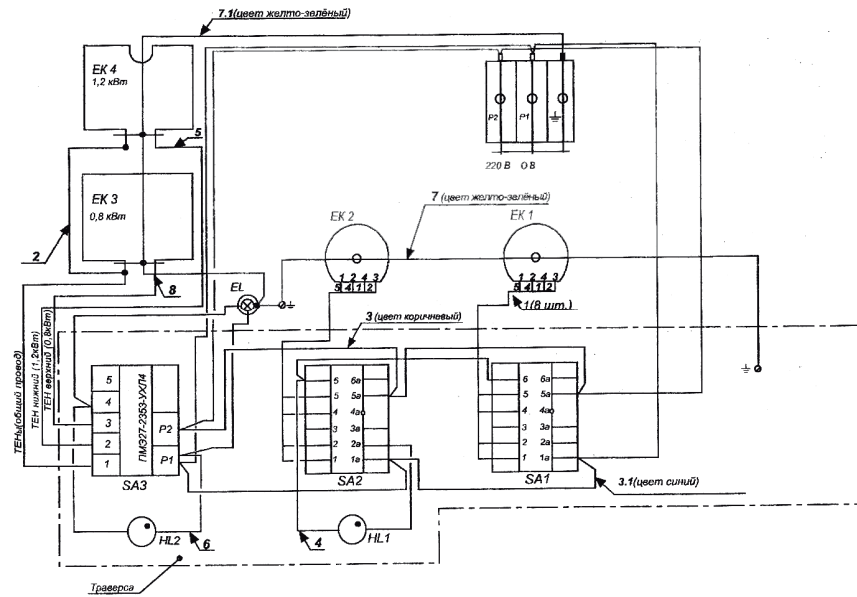 7.1(цвет желто-зелёный)
EK 4
1,2 кВт
5
P2
P1
220 В
0 В
EK 3
0,8 кВт
7 (цвет желто-зелёный)
EK 2
EK 1
2
8
EL
1 2 4 3
5 4 1 2
1 2 4 3
5 4 1 2
1(8 шт.)
3 (цвет коричневый)
ТЕНы(общий провод)
ТЕН нижний (1,2кВт)
ТЕН верхний (0,8кВт)
5
4
3
2
1
ПМЭ27-2353-УХЛ4
P2
P1
SA3
6 6а
5 5а
4 4а
3 3а
2 2а
1 1а
SA2
6 6а
5 5а
4 4а
3 3а
2 2а
1 1а
SA1
3.1(цвет синий)
HL2
6
4
HL1
Траверса